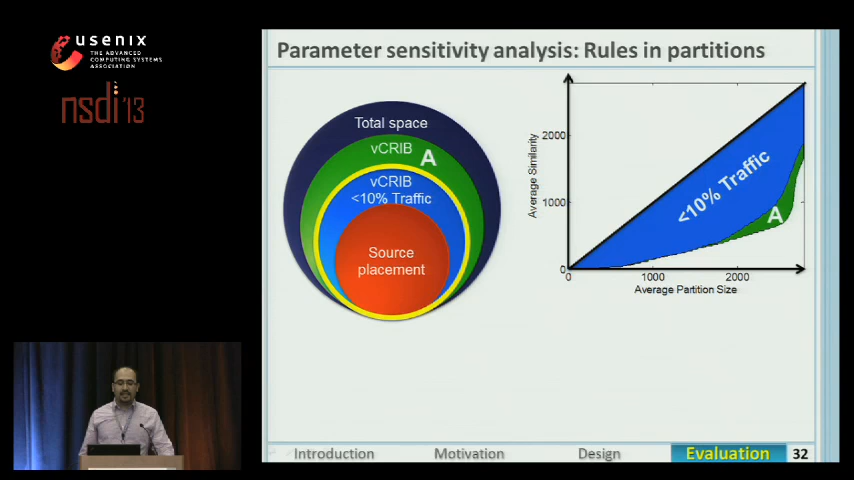 usenix
THE ADVANCED
COMPUTING SYSTEMS
ASSOCIATION
nsdi '13
Parameter sensitivity analysis: Rules in partitions
Total space
vCRIB
A
vCRIB
<10% Traffic
Source
placement
Average Similarity
2000
1000
0
<10% Traffic
A
0
1000
2000
Average Partition Size
Introduction
Motivation
Design
Evaluation
32